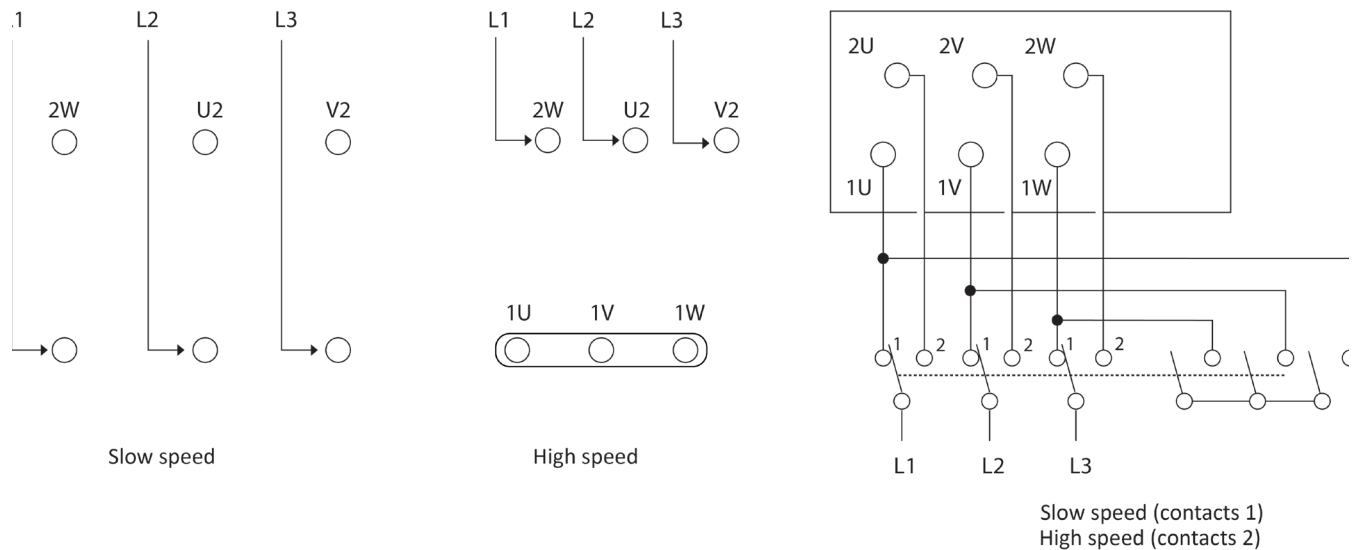 .1 L2 L3
2W U2 V2
Slow speed
L1 L2 L3
2W U2 V2
1U 1V 1W
High speed
2U 2V 2W
1U 1V 1W
1 2 1 2 1 2
L1 L2 L3
Slow speed (contacts 1)
High speed (contacts 2)